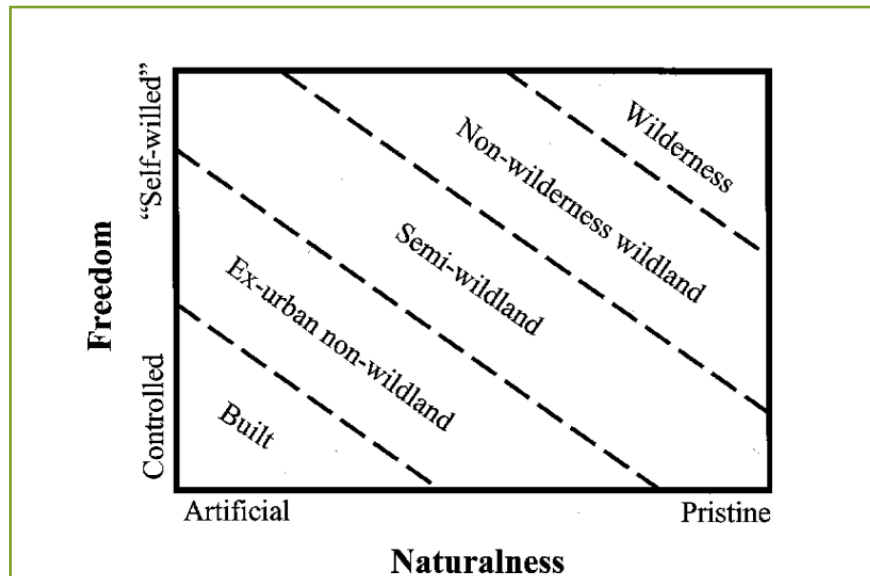 Freedom
Controlled
“Self-willed”
Wilderness
Non-wilderness wildland
Semi-wildland
Ex-urban non-wildland
Built
Artificial
Pristine
Naturalness